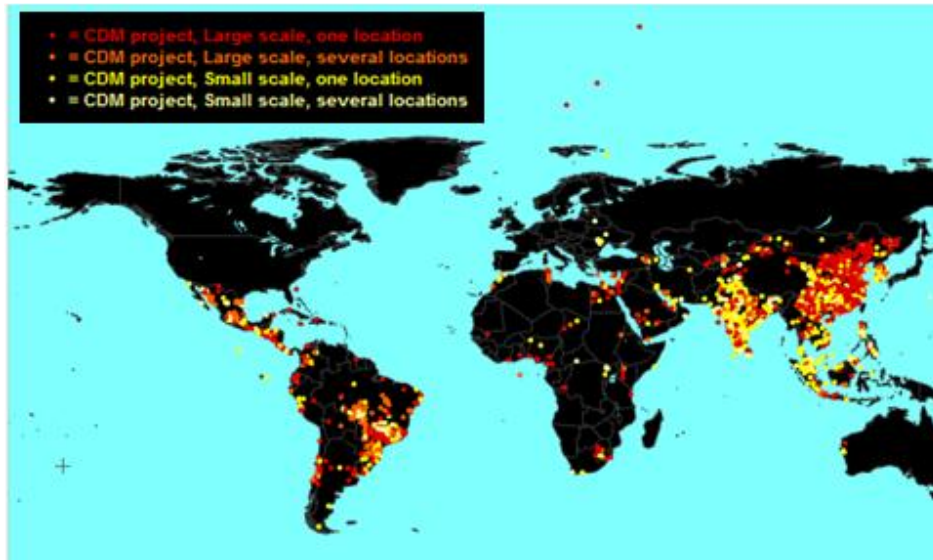 = CDM project, Large scale, one location
= CDM project, Large scale, several locations
= CDM project, Small scale, one location
= CDM project, Small scale, several locations